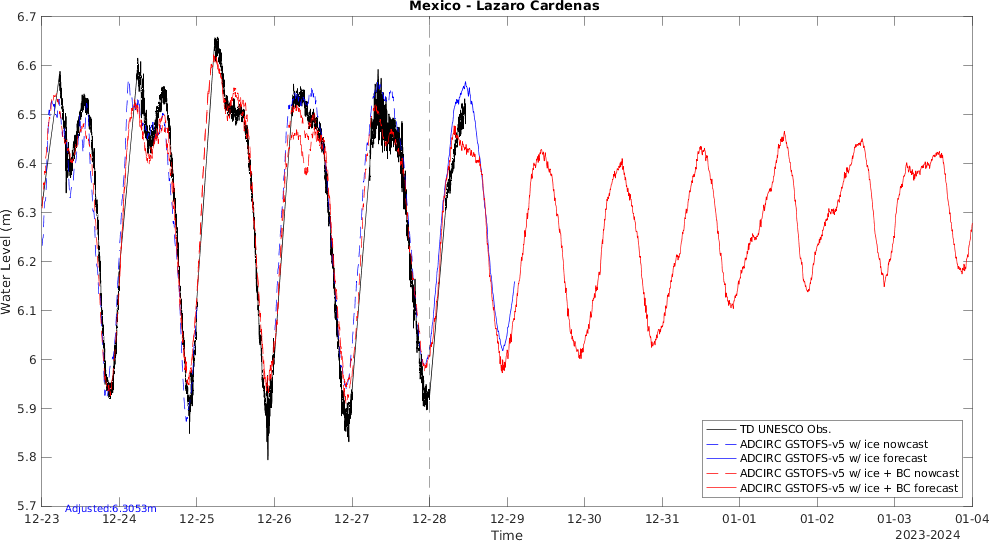 Mexico - Lazaro Cardenas
6.7
6.6
6.5
6.4
6.3
6.2
6.1
6
5.9
5.8
5.7
Water Level (m)
Adjusted:6.3053m
TD UNESCO Obs.
ADCIRC GSTOFS-v5 w/ ice nowcast
ADCIRC GSTOFS-v5 w/ ice forecast
ADCIRC GSTOFS-v5 w/ ice + BC nowcast
ADCIRC GSTOFS-v5 w/ ice + BC forecast
12-23 12-24 12-25 12-26 12-27 12-28 12-29 12-30 12-31 01-01 01-02 01-03 01-04
Time
2023-2024